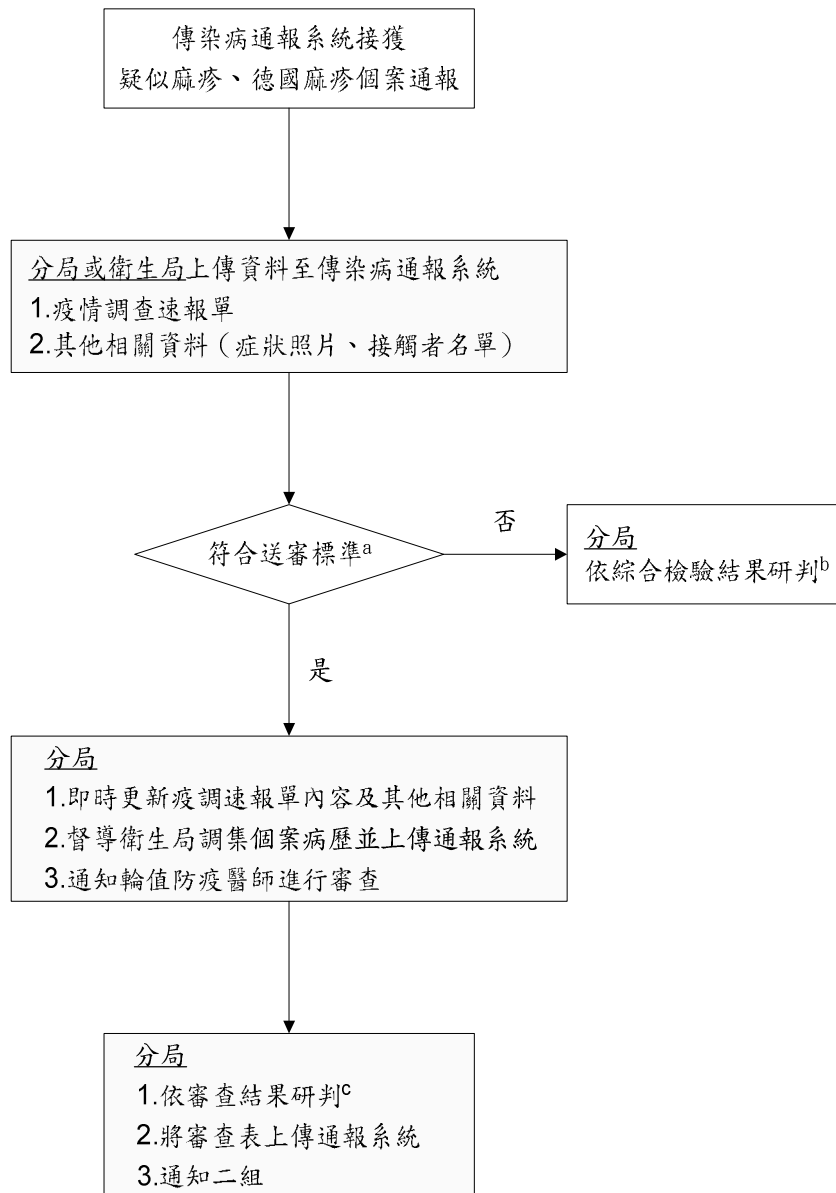 傳染病通報系統接獲
疑似麻疹、德國麻疹個案通報
分局或衛生局上傳資料至傳染病通報系統
1.疫情調查速報單
2.其他相關資料（症狀照片、接觸者名單）
符合送審標準a
否
分局
依綜合檢驗結果研判b
是
分局
1.即時更新疫調速報單內容及其他相關資料
2.督導衛生局調集個案病歷並上傳通報系統
3.通知輪值防疫醫師進行審查
分局
1.依審查結果研判c
2.將審查表上傳通報系統
3.通知二組